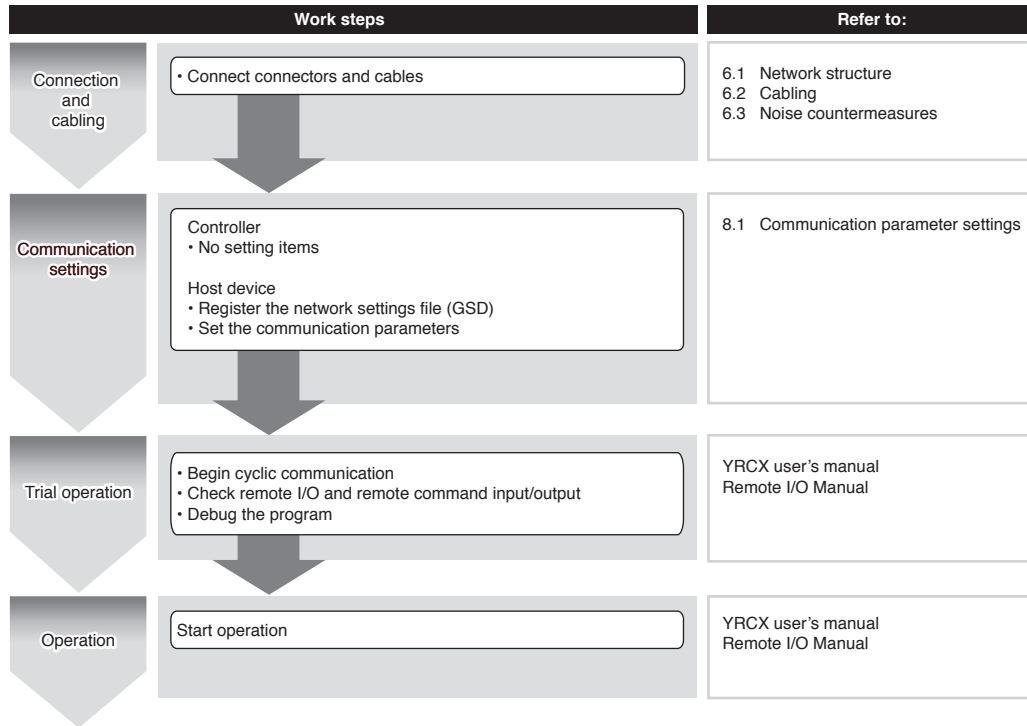 Work steps
Refer to:
Connection
and
cabling
• Connect connectors and cables
6.1 Network structure
6.2 Cabling
6.3 Noise countermeasures
Communication
settings
Controller
• No setting items
Host device
• Register the network settings file (GSD)
• Set the communication parameters
8.1 Communication parameter settings
Trial operation
• Begin cyclic communication
• Check remote I/O and remote command input/output
• Debug the program
YRCX user's manual
Remote I/O Manual
Operation
Start operation
YRCX user's manual
Remote I/O Manual